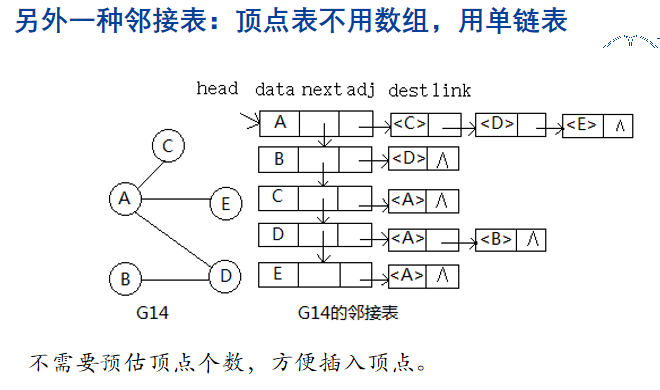 另外一种邻接表：顶点表不用数组，用单链表
head data next adj dest link
A <C> <D> <E> ∧
B <D> ∧
C <A> ∧
D <A> <B> ∧
E <A> ∧
C
A
E
B
D
G14
G14的邻接表
不需要预估顶点个数，方便插入顶点。